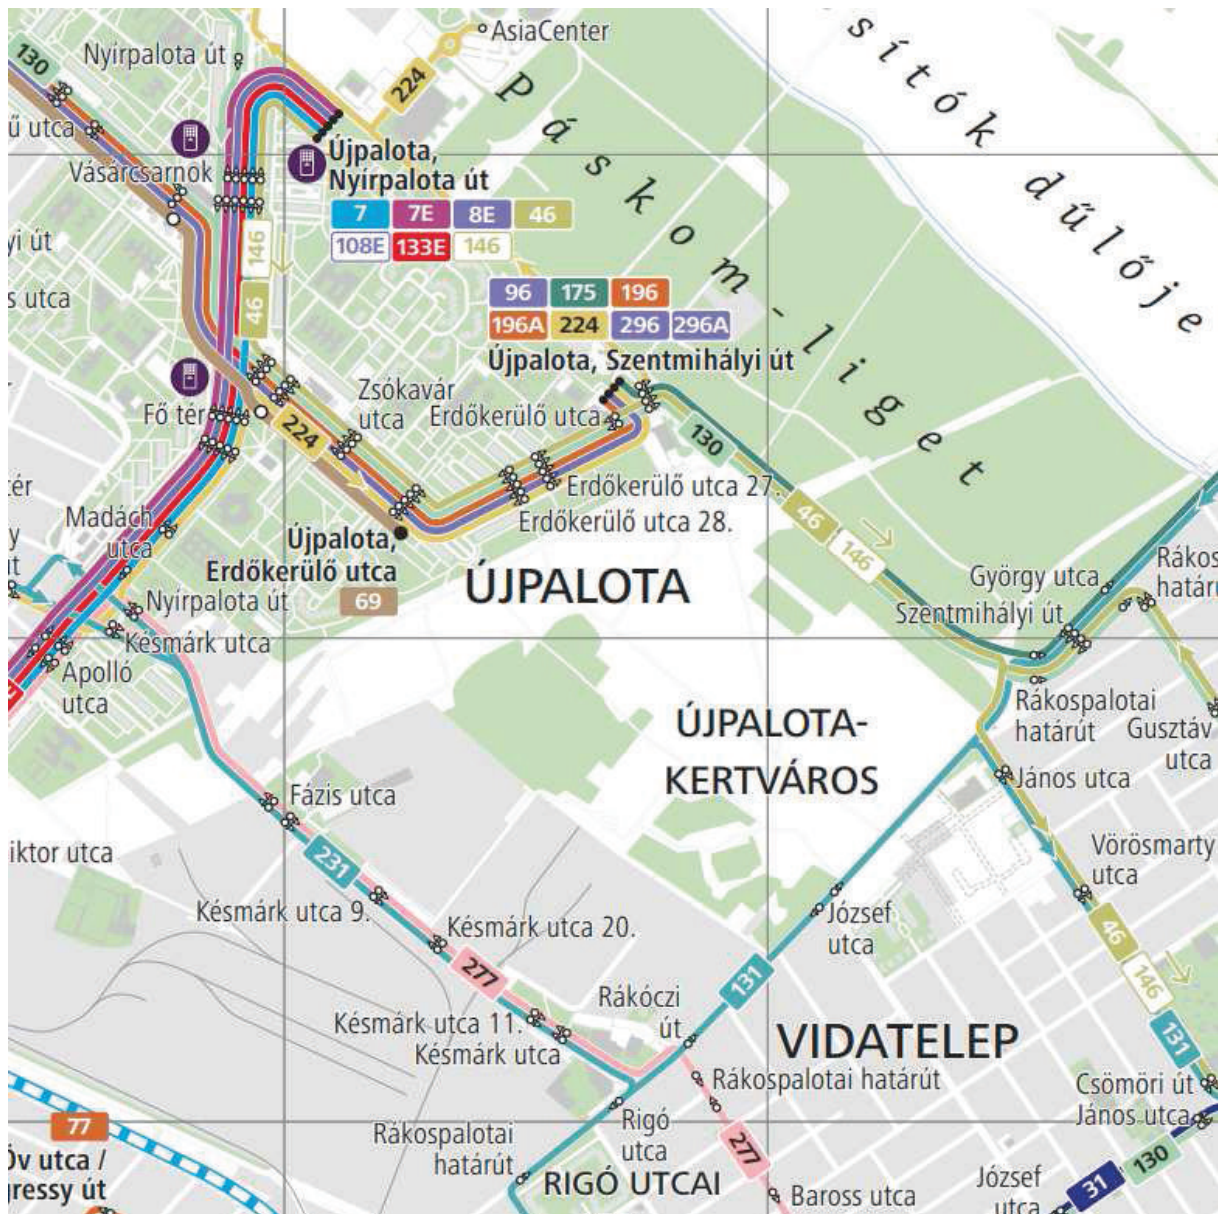 AsiaCenter
sítók
dűlője
130
Nyírpalota út
224
Páskom-liget
ű utca
Vásárcsarnok
Újpalota,
Nyírpalota út
7
7E
8E
46
108E
133E
146
yi út
146
s utca
46
96
175
196
196A
224
296
296A
Újpalota, Szentmihályi út
Zsókavár
utca
Erdőkerülő utca
Fő tér
224
130
tér
Erdőkerülő utca 27.
Erdőkerülő utca 28.
Madách
utca
y
út
Újpalota,
Erdőkerülő utca
69
46
146
ÚJPALOTA
György utca
Szentmihályi út
Rákos
határú
Nyírpalota út
Késmárk utca
Apolló
utca
E
Rákospalotai
határút
Gusztáv
utca
ÚJPALOTA-
KERTVÁROS
János utca
Fázis utca
iktor utca
231
Vörösmarty
utca
Késmárk utca 9.
Késmárk utca 20.
József
utca
46
146
277
131
Rákóczi
út
Késmárk utca 11.
Késmárk utca
VIDATELEP
131
Rákospalotai határút
Csömöri út
János utca
77
Rigó
utca
Rákospalotai
határút
277
130
Öv utca /
gressy út
RIGÓ UTCAI
31
József
utca
Baross utca